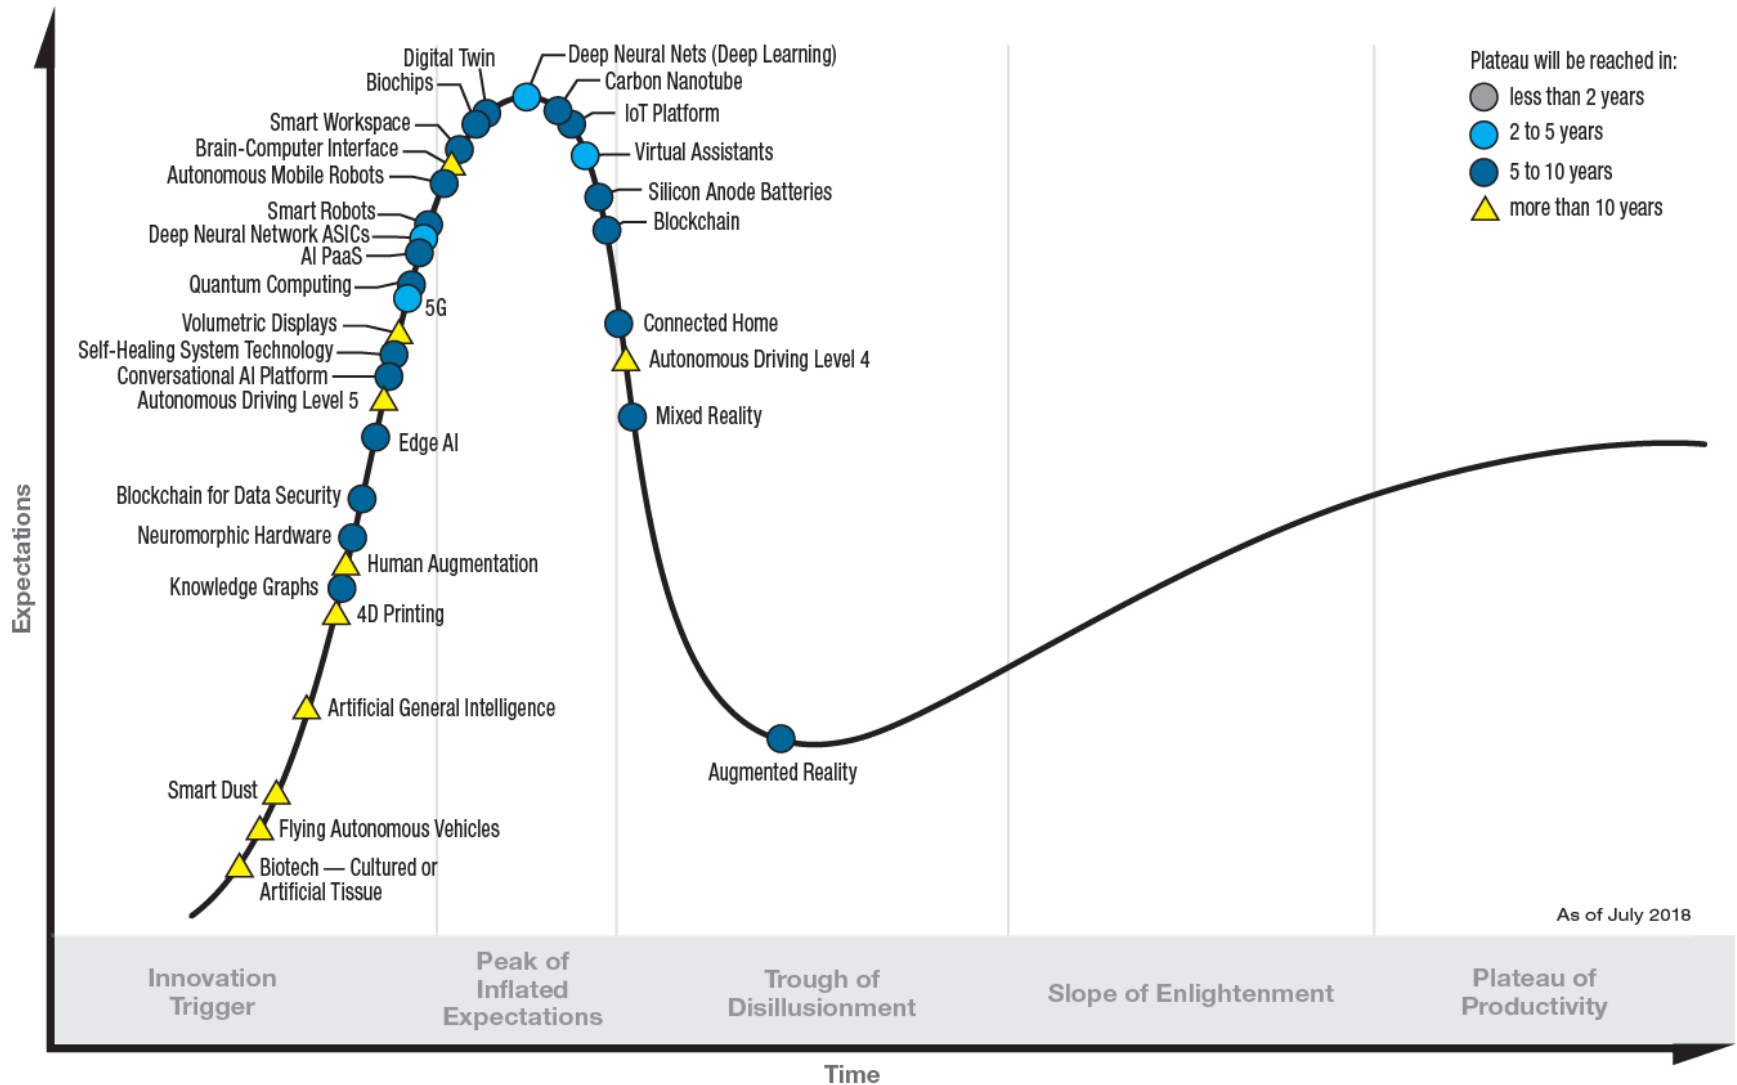 Digital Twin
Biochips
Smart Workspace
Brain-Computer Interface
Autonomous Mobile Robots
Smart Robots
Deep Neural Network ASICs
AI PaaS
Quantum Computing
5G
Volumetric Displays
Self-Healing System Technology
Conversational AI Platform
Autonomous Driving Level 5
Edge AI
Blockchain for Data Security
Neuromorphic Hardware
Human Augmentation
Knowledge Graphs
4D Printing
Artificial General Intelligence
Smart Dust
Flying Autonomous Vehicles
Biotech — Cultured or
Artificial Tissue
Deep Neural Nets (Deep Learning)
Carbon Nanotube
IoT Platform
Virtual Assistants
Silicon Anode Batteries
Blockchain
Connected Home
Autonomous Driving Level 4
Mixed Reality
Augmented Reality
Plateau will be reached in:
less than 2 years
2 to 5 years
5 to 10 years
more than 10 years
As of July 2018
Expectations
Innovation
Trigger
Peak of
Inflated
Expectations
Trough of
Disillusionment
Slope of Enlightenment
Plateau of
Productivity
Time